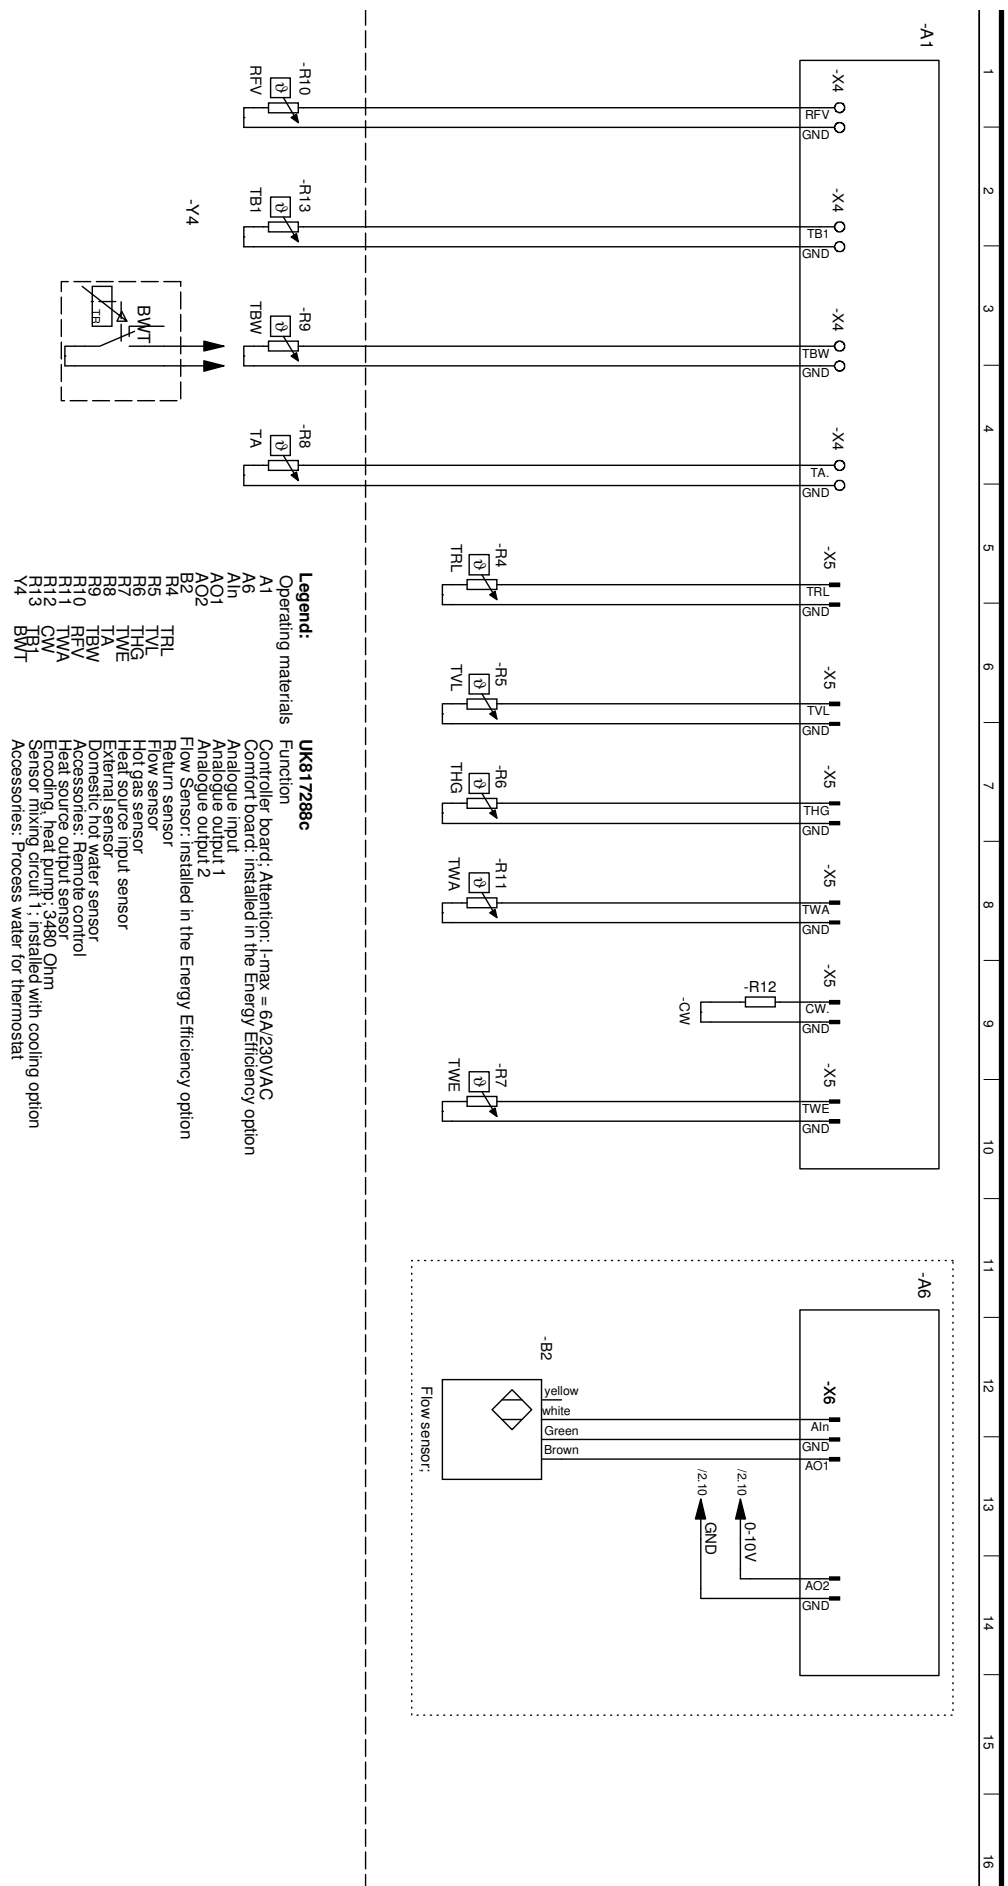 1 2 3 4 5 6 7 8 9 10 11 12 13 14 15 16
-A1
-X4 -X4 -X4 -X4 -X5 -X5 -X5 -X5 -X5 -X5
RFV GND TB1 GND TBW GND TA. GND TRL GND TVL GND THG GND TWA GND CW. GND TWE GND
-R10
ϑ
RFV
-R13
ϑ
TB1
-R9
ϑ
TBW
-R8
ϑ
TA
-R4
ϑ
TRL
-R5
ϑ
TVL
-R6
ϑ
THG
-R11
ϑ
TWA
-R12
-CW
-R7
ϑ
TWE
-Y4
BWT
TR
-A6
-X6
AIn GND AO1 AO2 GND
-B2
yellow
white
Green
Brown
Flow sensor;
0-10V
/2.10
GND
/2.10
Legend: UK817288c
Operating materials Function
A1 Controller board; Attention: I-max = 6A/230VAC
A6 Comfort board: installed in the Energy Efficiency option
AIn Analogue input
AO1 Analogue output 1
AO2 Analogue output 2
B2 Flow Sensor: installed in the Energy Efficiency option
R4 TRL Return sensor
R5 TVL Flow sensor
R6 THG Hot gas sensor
R7 TWE Heat source input sensor
R8 TA External sensor
R9 TBW Domestic hot water sensor
R10 RFV Accessories: Remote control
R11 TWA Heat source output sensor
R12 CW Encoding, heat pump; 3480 Ohm
R13 TB1 Sensor mixing circuit 1; installed with cooling option
Y4 BWT Accessories: Process water for thermostat